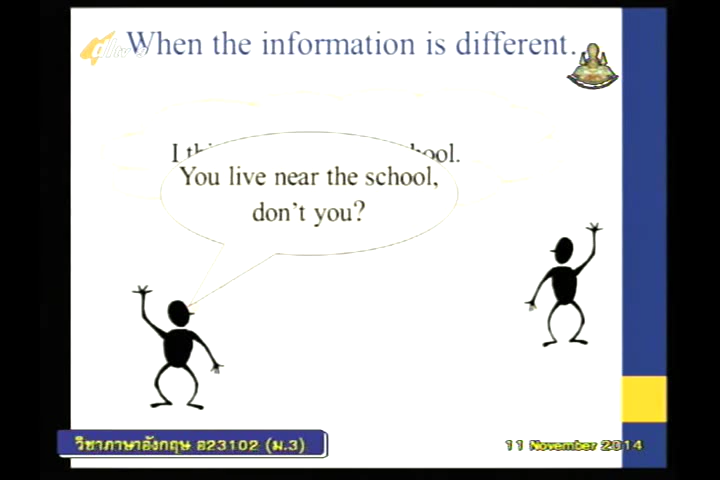 When the information is different.
I
You live near the school,
don't you?
วิชาภาษาอังกฤษ อ23102 (ม.3)
11 November 2014